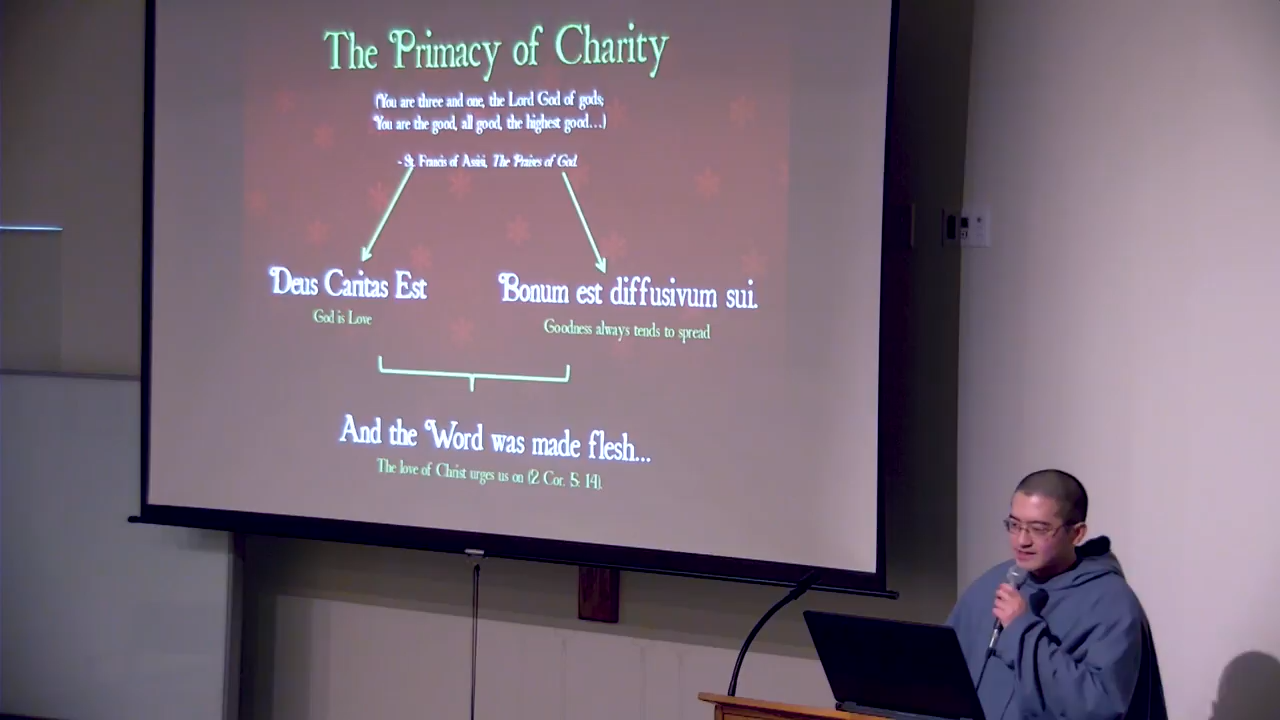 The Primacy of Charity
(You are three and one, the Lord God of gods;
You are the good, all good, the highest good...)
- St. Francis of Assisi, The Praises of God.
Deus Caritas Est
God is Love
Bonum est diffusivum sui.
Goodness always tends to spread
And the Word was made flesh...
The love of Christ urges us on (2 Cor. 5: 14).